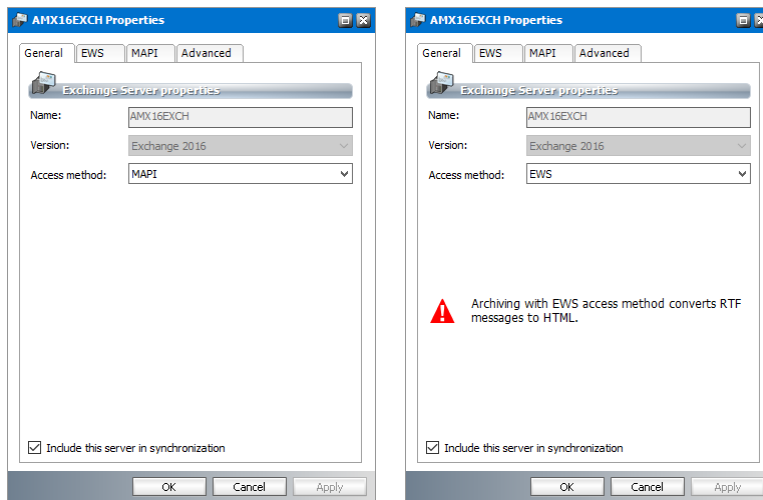 AMX16EXCH Properties
General EWS MAPI Advanced
Exchange Server properties
Name: AMX16EXCH
Version: Exchange 2016
Access method: MAPI
Include this server in synchronization
OK Cancel Apply
AMX16EXCH Properties
General EWS MAPI Advanced
Exchange Server properties
Name: AMX16EXCH
Version: Exchange 2016
Access method: EWS
Archiving with EWS access method converts RTF
messages to HTML.
Include this server in synchronization
OK Cancel Apply